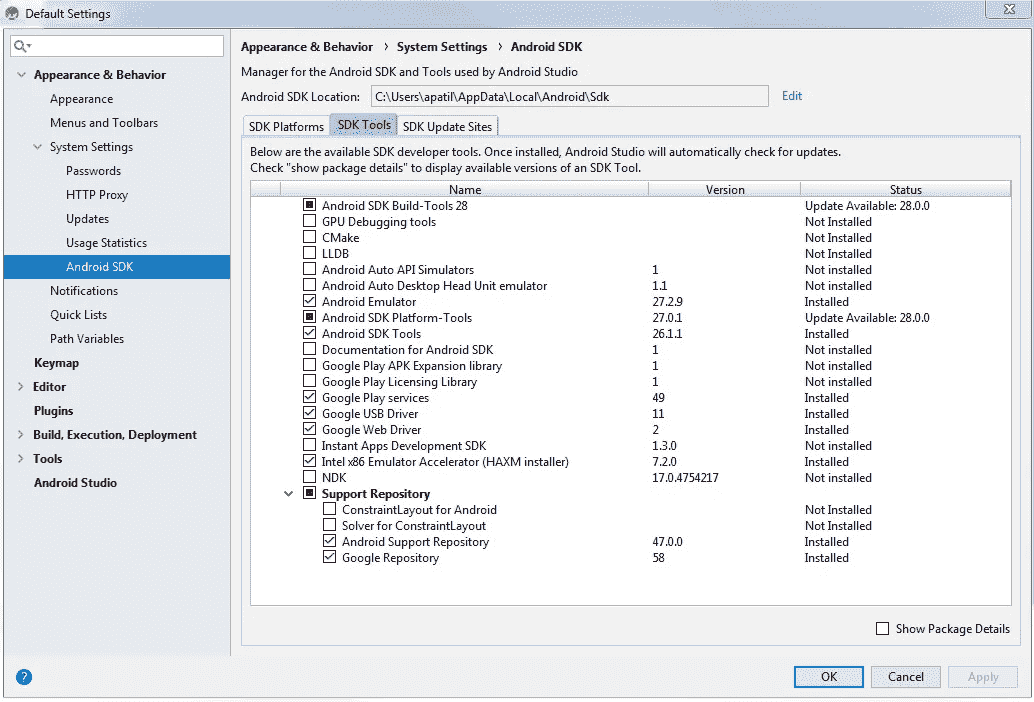 Default Settings
Appearance & Behavior
Appearance
Menus and Toolbars
System Settings
Passwords
HTTP Proxy
Updates
Usage Statistics
Android SDK
Notifications
Quick Lists
Path Variables
Keymap
Editor
Plugins
Build, Execution, Deployment
Tools
Android Studio
Appearance & Behavior › System Settings › Android SDK
Manager for the Android SDK and Tools used by Android Studio
Android SDK Location: C:\Users\apatil\AppData\Local\Android\Sdk Edit
SDK Platforms SDK Tools SDK Update Sites
Below are the available SDK developer tools. Once installed, Android Studio will automatically check for updates.
Check "show package details" to display available versions of an SDK Tool.
Name Version Status
Android SDK Build-Tools 28 Update Available: 28.0.0
GPU Debugging tools Not Installed
CMake Not Installed
LLDB Not Installed
Android Auto API Simulators 1 Not installed
Android Auto Desktop Head Unit emulator 1.1 Not installed
Android Emulator 27.2.9 Installed
Android SDK Platform-Tools 27.0.1 Update Available: 28.0.0
Android SDK Tools 26.1.1 Installed
Documentation for Android SDK 1 Not installed
Google Play APK Expansion library 1 Not installed
Google Play Licensing Library 1 Not installed
Google Play services 49 Installed
Google USB Driver 11 Installed
Google Web Driver 2 Installed
Instant Apps Development SDK 1.3.0 Not installed
Intel x86 Emulator Accelerator (HAXM installer) 7.2.0 Installed
NDK 17.0.4754217 Not installed
Support Repository
ConstraintLayout for Android Not Installed
Solver for ConstraintLayout Not Installed
Android Support Repository 47.0.0 Installed
Google Repository 58 Installed
Show Package Details
? OK Cancel Apply